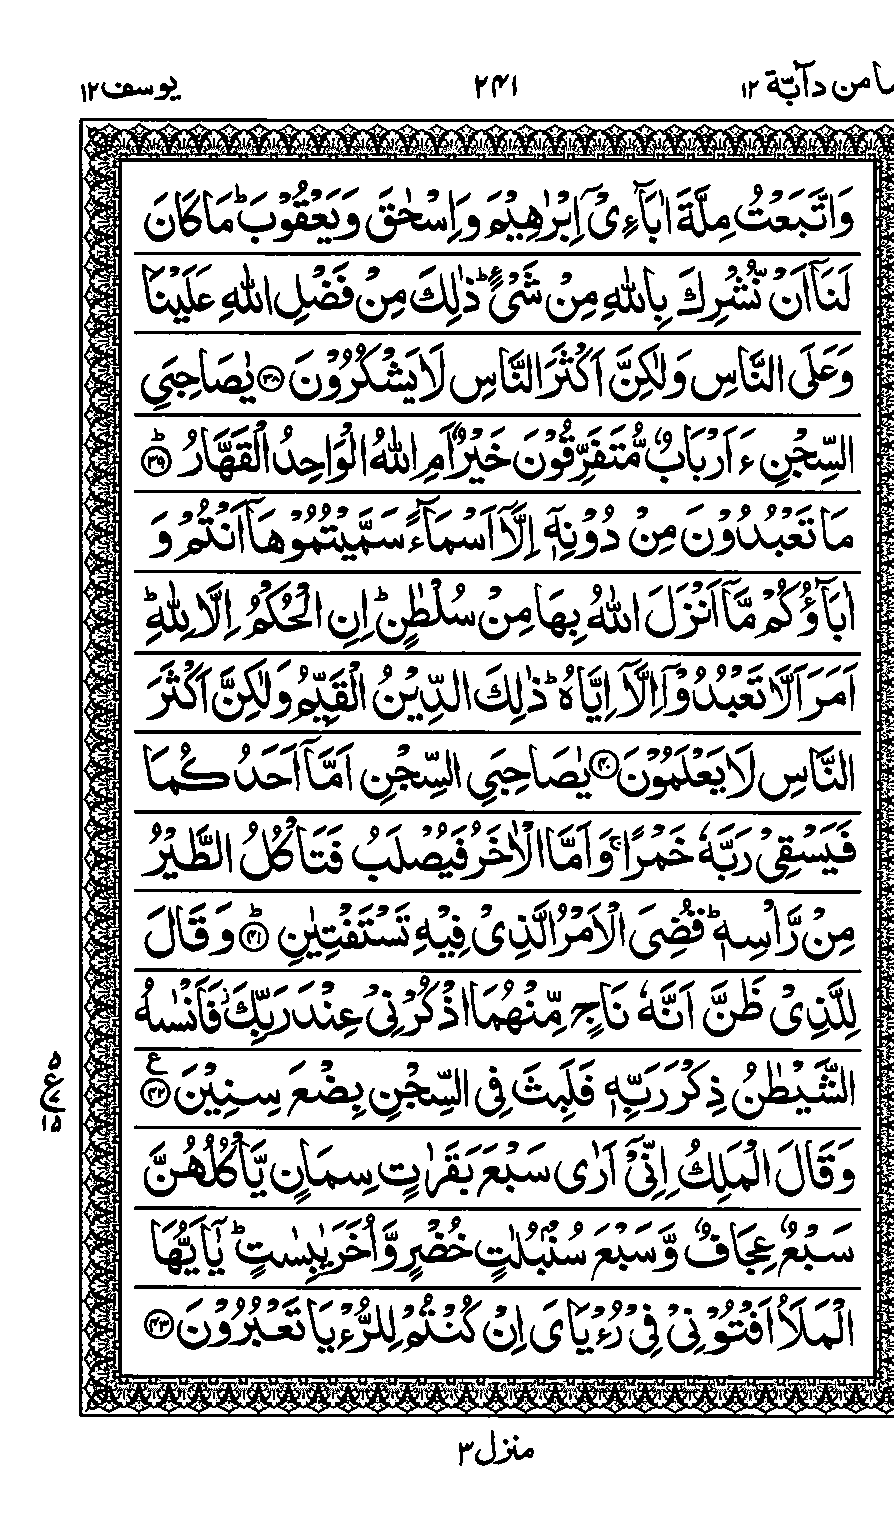 وما من دآبّة ١٢
٢٤١
يوسف ١٢
وَاتَّبَعْتُ مِلَّةَ اٰبَآءِیْۤ اِبْرٰهِیْمَ وَاِسْحٰقَ وَیَعْقُوْبَ ؕ مَا كَانَ
لَنَاۤ اَنْ نُّشْرِكَ بِاللّٰهِ مِنْ شَیْءٍ ؕ ذٰلِكَ مِنْ فَضْلِ اللّٰهِ عَلَیْنَا
وَعَلَی النَّاسِ وَلٰكِنَّ اَكْثَرَ النَّاسِ لَا یَشْكُرُوْنَ ﴿۳۸﴾ یٰصَاحِبَیِ
السِّجْنِ ءَاَرْبَابٌ مُّتَفَرِّقُوْنَ خَیْرٌ اَمِ اللّٰهُ الْوَاحِدُ الْقَهَّارُ ﴿ؕ۳۹﴾
مَا تَعْبُدُوْنَ مِنْ دُوْنِهٖۤ اِلَّاۤ اَسْمَآءً سَمَّیْتُمُوْهَاۤ اَنْتُمْ وَ
اٰبَآؤُكُمْ مَّاۤ اَنْزَلَ اللّٰهُ بِهَا مِنْ سُلْطٰنٍ ؕ اِنِ الْحُكْمُ اِلَّا لِلّٰهِ ؕ
اَمَرَ اَلَّا تَعْبُدُوْۤا اِلَّاۤ اِیَّاهُ ؕ ذٰلِكَ الدِّیْنُ الْقَیِّمُ وَلٰكِنَّ اَكْثَرَ
النَّاسِ لَا یَعْلَمُوْنَ ﴿۴۰﴾ یٰصَاحِبَیِ السِّجْنِ اَمَّاۤ اَحَدُكُمَا
فَیَسْقِیْ رَبَّهٗ خَمْرًا ۚ وَاَمَّا الْاٰخَرُ فَیُصْلَبُ فَتَاْكُلُ الطَّیْرُ
مِنْ رَّاْسِهٖ ؕ قُضِیَ الْاَمْرُ الَّذِیْ فِیْهِ تَسْتَفْتِیٰنِ ﴿ؕ۴۱﴾ وَقَالَ
لِلَّذِیْ ظَنَّ اَنَّهٗ نَاجٍ مِّنْهُمَا اذْكُرْنِیْ عِنْدَ رَبِّكَ ؗ فَاَنْسٰىهُ
الشَّیْطٰنُ ذِكْرَ رَبِّهٖ فَلَبِثَ فِی السِّجْنِ بِضْعَ سِنِیْنَ ﴿۴۲﴾ ع
٥
ع
٧
١٥
وَقَالَ الْمَلِكُ اِنِّیْۤ اَرٰی سَبْعَ بَقَرٰتٍ سِمَانٍ یَّاْكُلُهُنَّ
سَبْعٌ عِجَافٌ وَّسَبْعَ سُنْۢبُلٰتٍ خُضْرٍ وَّاُخَرَ یٰبِسٰتٍ ؕ یٰۤاَیُّهَا
الْمَلَاُ اَفْتُوْنِیْ فِیْ رُءْیَایَ اِنْ كُنْتُمْ لِلرُّءْیَا تَعْبُرُوْنَ ﴿۴۳﴾
منزل ٣